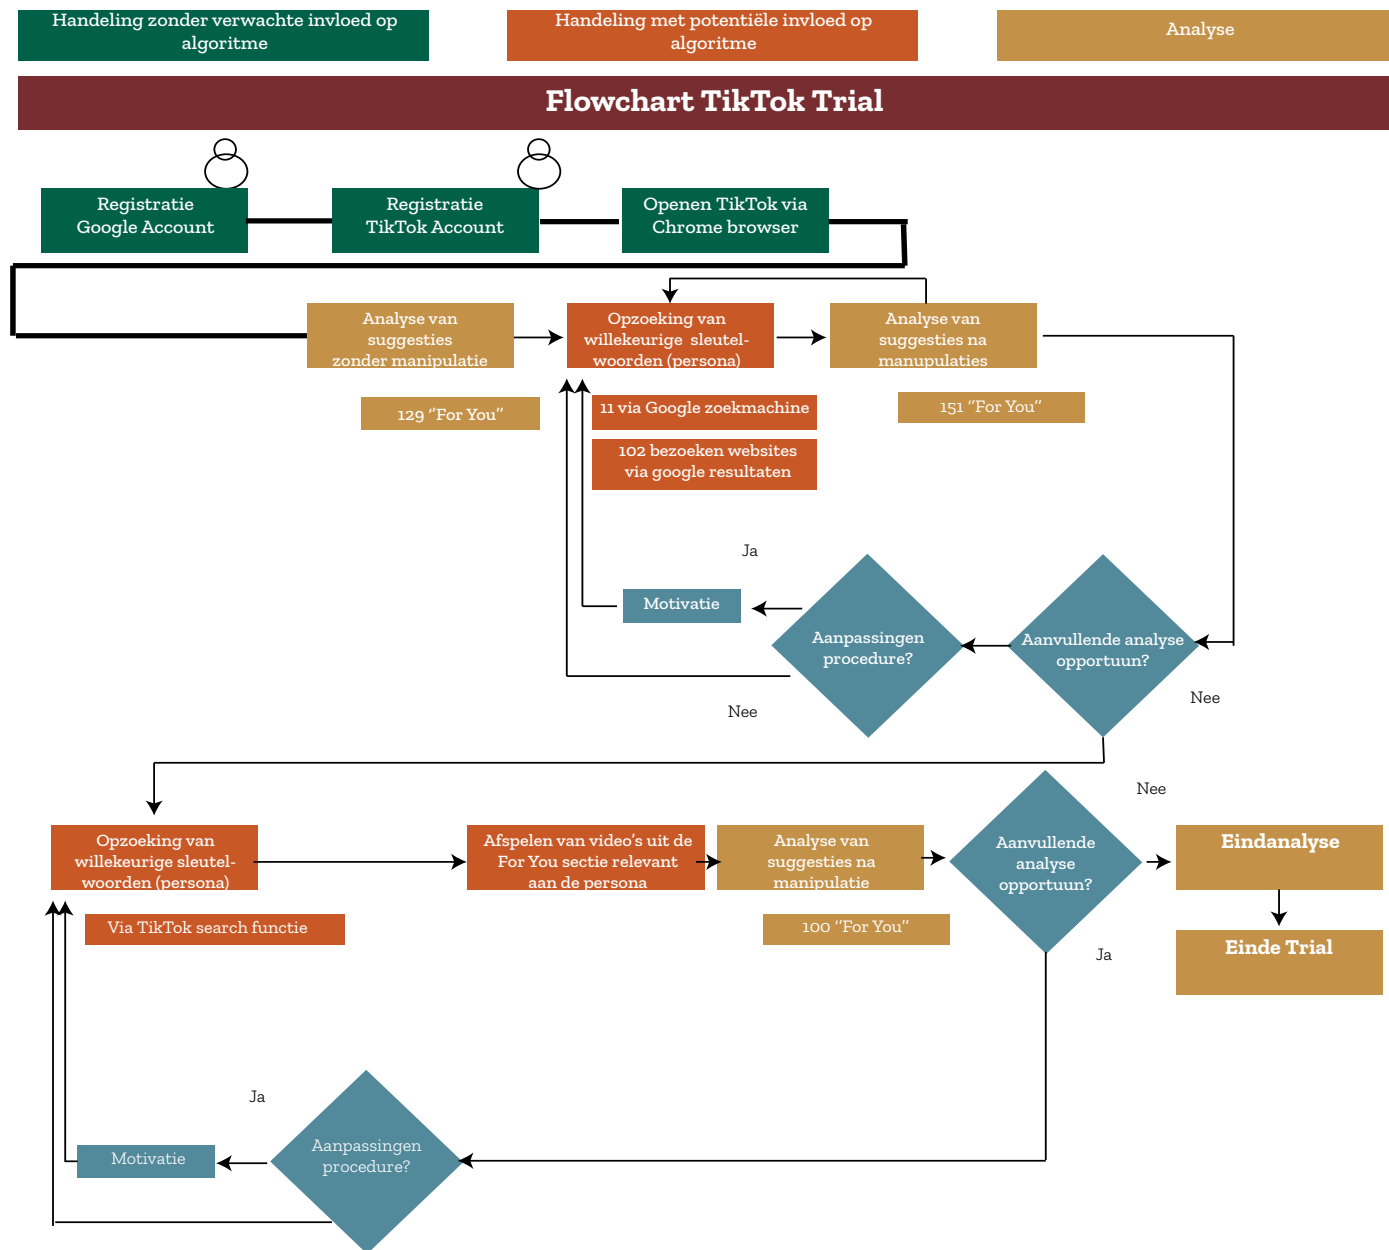 Handeling zonder verwachte invloed op
algoritme
Handeling met potentiële invloed op
algoritme
Analyse
Flowchart TikTok Trial
Registratie
Google Account
Registratie
TikTok Account
Openen TikTok via
Chrome browser
Analyse van
suggesties
zonder manipulatie
Opzoeking van
willekeurige sleutel-
woorden (persona)
Analyse van
suggesties na
manupulaties
129 "For You"
11 via Google zoekmachine
151 "For You"
102 bezoeken websites
via google resultaten
Ja
Motivatie
Aanpassingen
procedure?
Aanvullende analyse
opportuun?
Nee
Nee
Nee
Opzoeking van
willekeurige sleutel-
woorden (persona)
Afspelen van video's uit de
For You sectie relevant
aan de persona
Analyse van
suggesties na
manipulatie
Aanvullende
analyse
opportuun?
Eindanalyse
Via TikTok search functie
100 "For You"
Ja
Einde Trial
Ja
Motivatie
Aanpassingen
procedure?